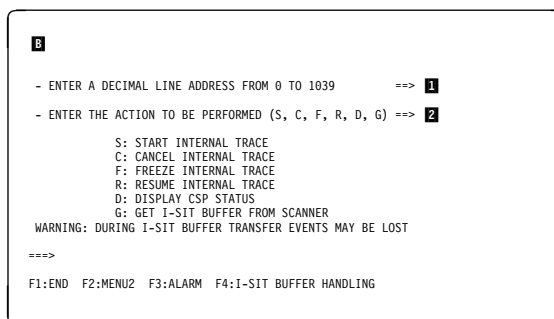 B
- ENTER A DECIMAL LINE ADDRESS FROM 0 TO 1039 ==> 1
- ENTER THE ACTION TO BE PERFORMED (S, C, F, R, D, G) ==> 2
S: START INTERNAL TRACE
C: CANCEL INTERNAL TRACE
F: FREEZE INTERNAL TRACE
R: RESUME INTERNAL TRACE
D: DISPLAY CSP STATUS
G: GET I-SIT BUFFER FROM SCANNER
WARNING: DURING I-SIT BUFFER TRANSFER EVENTS MAY BE LOST
===>
F1:END F2:MENU2 F3:ALARM F4:I-SIT BUFFER HANDLING